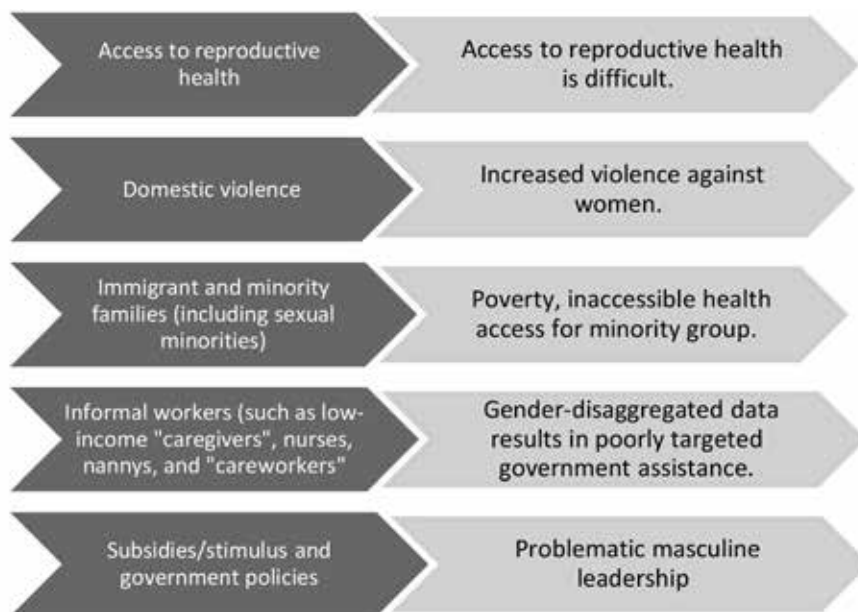 Access to reproductive
health
Access to reproductive health
is difficult.
Domestic violence
Increased violence against
women.
Immigrant and minority
families (including sexual
minorities)
Poverty, inaccessible health
access for minority group.
Informal workers (such as low-
income "caregivers", nurses,
nannys, and "careworkers"
Gender-disaggregated data
results in poorly targeted
government assistance.
Subsidies/stimulus and
government policies
Problematic masculine
leadership